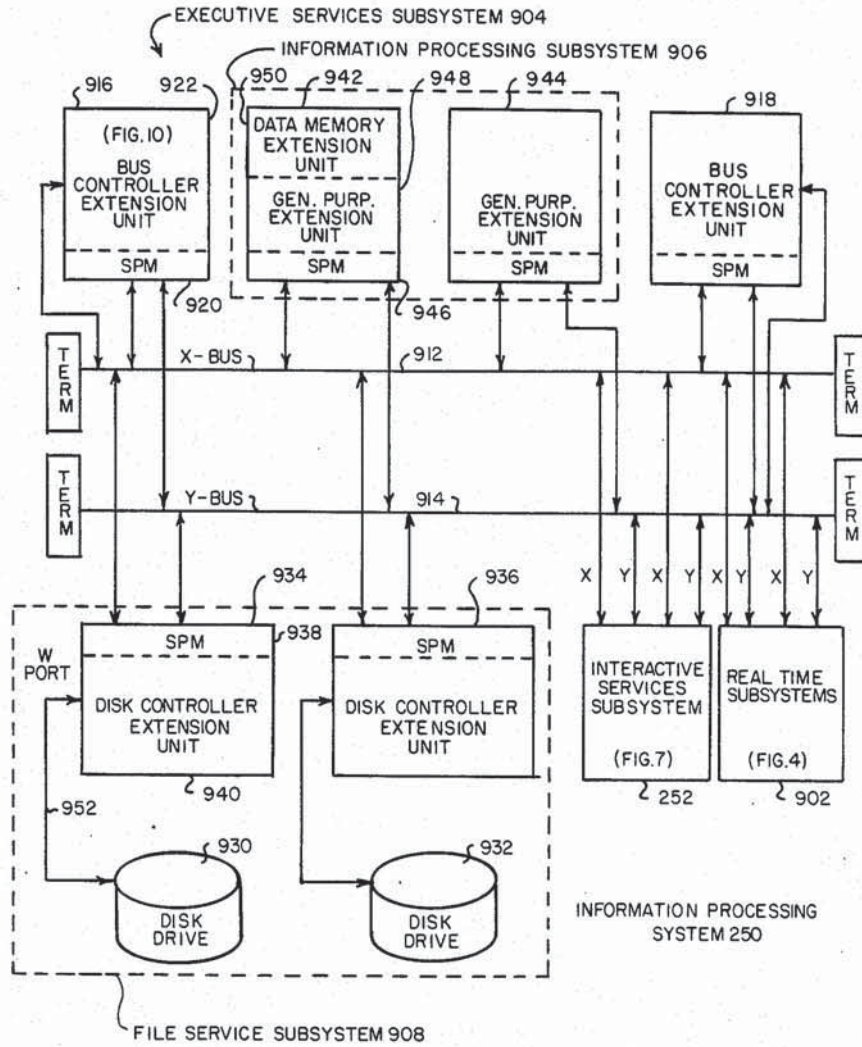 EXECUTIVE SERVICES SUBSYSTEM 904
INFORMATION PROCESSING SUBSYSTEM 906
916
922
950
942
948
944
918
(FIG. 10)
BUS
CONTROLLER
EXTENSION
UNIT
SPM
920
DATA MEMORY
EXTENSION
UNIT
GEN. PURP.
EXTENSION
UNIT
SPM
946
GEN. PURP.
EXTENSION
UNIT
SPM
BUS
CONTROLLER
EXTENSION
UNIT
SPM
TERM
X-BUS
912
TERM
TERM
Y-BUS
914
TERM
X
Y
X
Y
X
Y
X
Y
934
936
W
PORT
SPM
938
DISK CONTROLLER
EXTENSION
UNIT
940
SPM
DISK CONTROLLER
EXTENSION
UNIT
INTERACTIVE
SERVICES
SUBSYSTEM
(FIG.7)
252
REAL TIME
SUBSYSTEMS
(FIG.4)
902
952
930
DISK
DRIVE
932
DISK
DRIVE
INFORMATION PROCESSING
SYSTEM 250
FILE SERVICE SUBSYSTEM 908